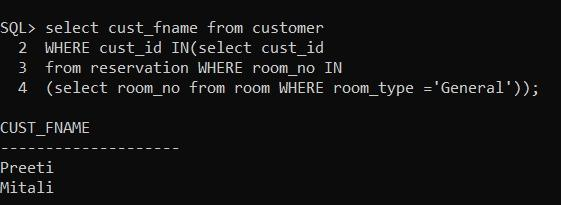 SQL> select cust_fname from customer
  2  WHERE cust_id IN(select cust_id
  3  from reservation WHERE room_no IN
  4  (select room_no from room WHERE room_type ='General'));
CUST_FNAME
--------------------
Preeti
Mitali